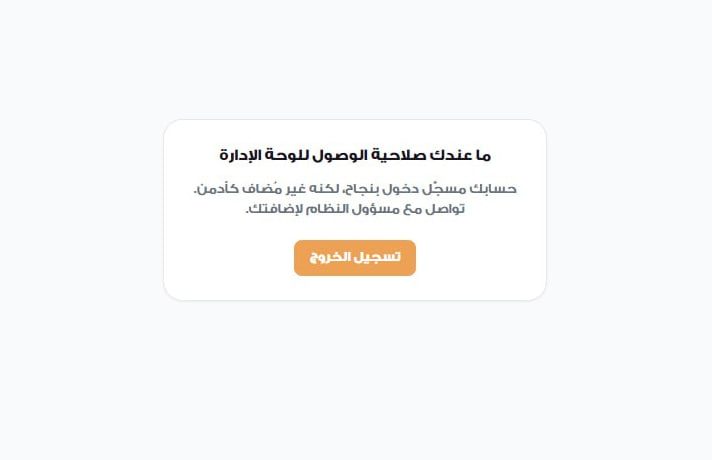 ما عندك صلاحية الوصول للوحة الإدارة
حسابك مسجّل دخول بنجاح، لكنه غير مُضاف كأدمن.
تواصل مع مسؤول النظام لإضافتك.
تسجيل الخروج